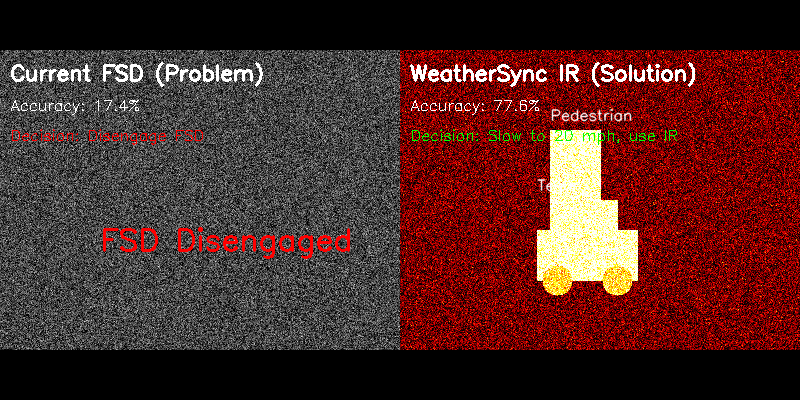 Current FSD (Problem)
Accuracy: 17.4%
Decision: Disengage FSD
FSD Disengaged
WeatherSync IR (Solution)
Accuracy: 77.6%
Pedestrian
Decision: Slow to 20 mph, use IR